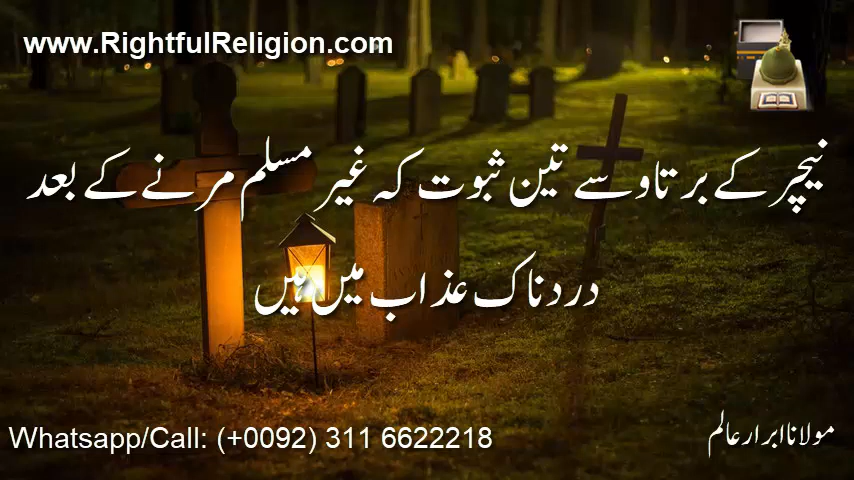 www.RightfulReligion.com
نیچر کے برتاو سے تین ثبوت کہ غیر مسلم مرنے کے بعد
دردناک عذاب میں ہیں
Whatsapp/Call: (+0092) 311 6622218
مولانا ابرار عالم